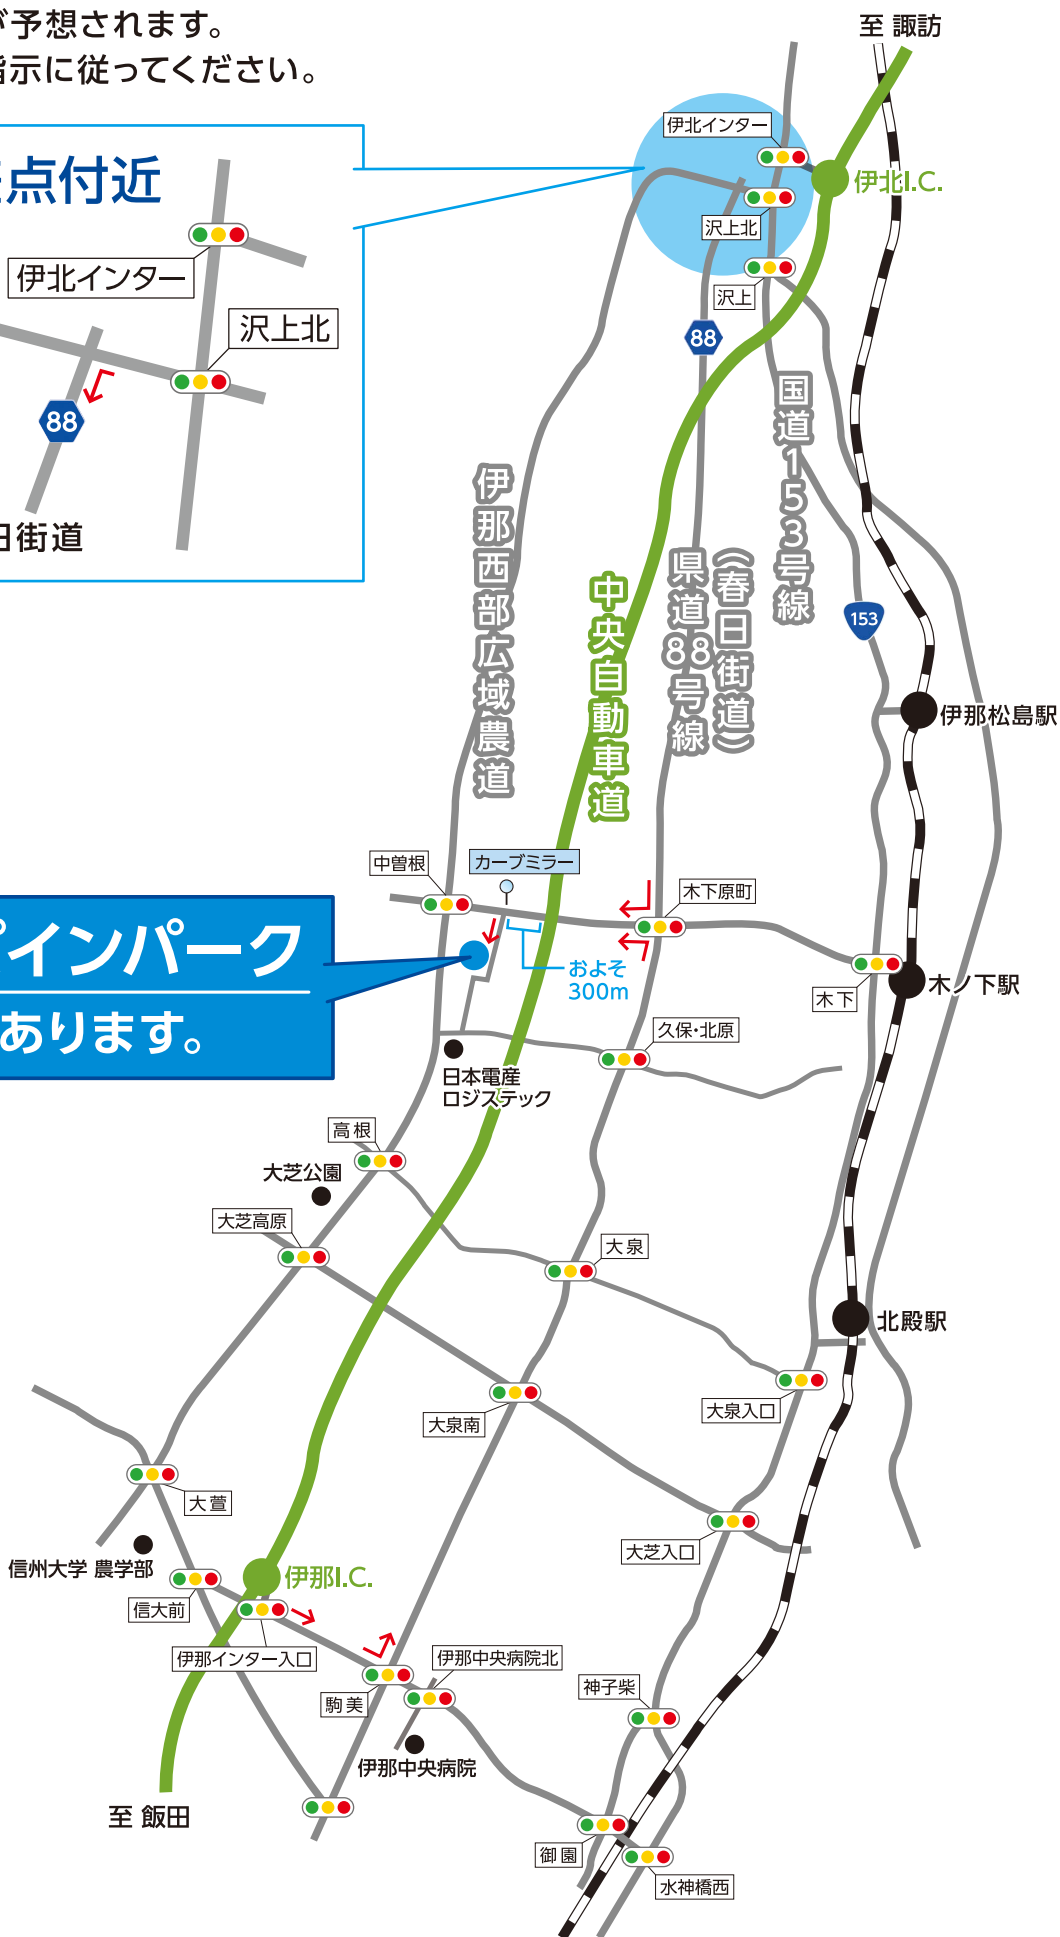 が予想されます。
指示に従ってください。
至 諏訪
点付近
伊北インター
沢上北
88
日街道
伊北インター
伊北I.C.
沢上北
沢上
88
国道153号線
伊那西部広域農道
中央自動車道
県道88号線
(春日街道)
153
伊那松島駅
中曽根
カーブミラー
木下原町
およそ
300m
木下
木ノ下駅
インパーク
あります。
久保・北原
日本電産
ロジステック
高根
大芝公園
大芝高原
大泉
北殿駅
大泉南
大泉入口
大萱
大芝入口
信州大学 農学部
伊那I.C.
信大前
伊那インター入口
伊那中央病院北
駒美
神子柴
伊那中央病院
至 飯田
御園
水神橋西